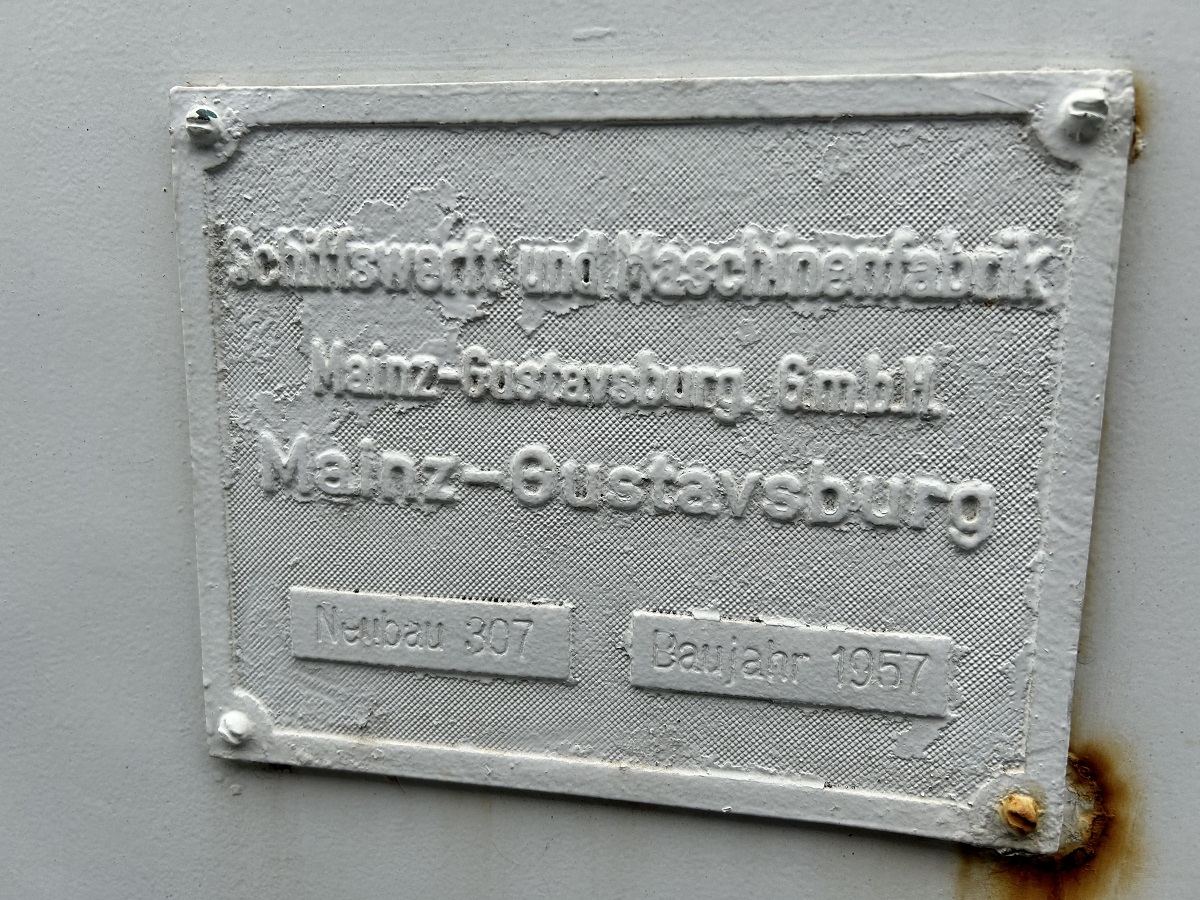 Schiffswerft und Maschinenfabrik
Mainz-Gustavsburg. G.m.b.H.
Mainz-Gustavsburg
Neubau 307
Baujahr 1957